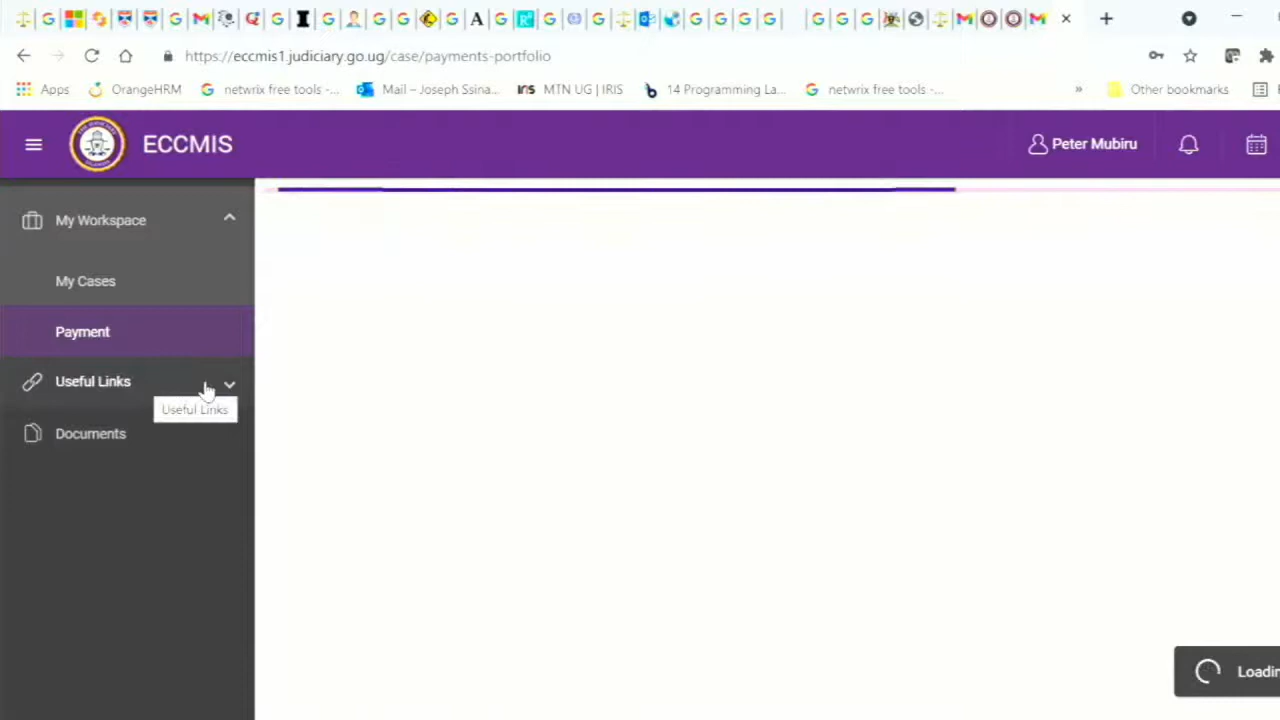 https://eccmis1.judiciary.go.ug/case/payments-portfolio
Apps OrangeHRM netwrix free tools -... Mail – Joseph Ssina... MTN UG | IRIS 14 Programming La... netwrix free tools -... » Other bookmarks
ECCMIS
Peter Mubiru
My Workspace
My Cases
Payment
Useful Links
Useful Links
Documents
Loadin